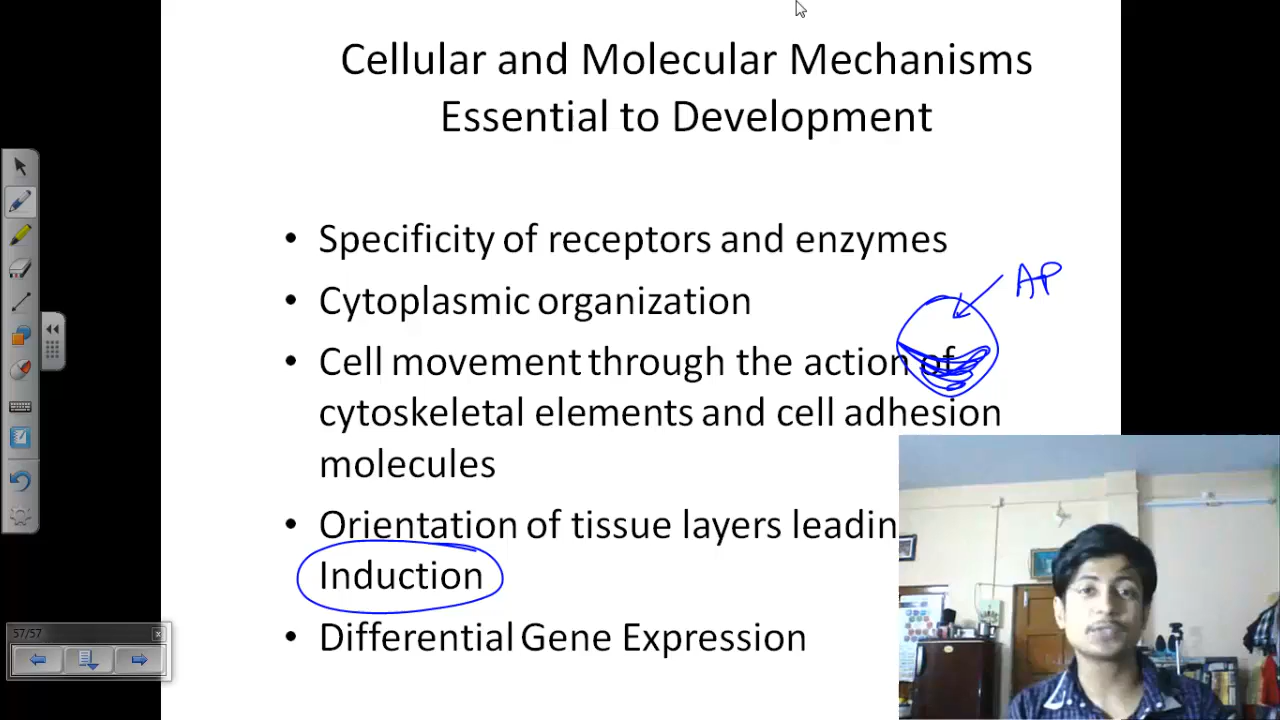 Cellular and Molecular Mechanisms
Essential to Development
• Specificity of receptors and enzymes
• Cytoplasmic organization
AP
• Cell movement through the action of
cytoskeletal elements and cell adhesion
molecules
• Orientation of tissue layers leadin
Induction
• Differential Gene Expression
57/57